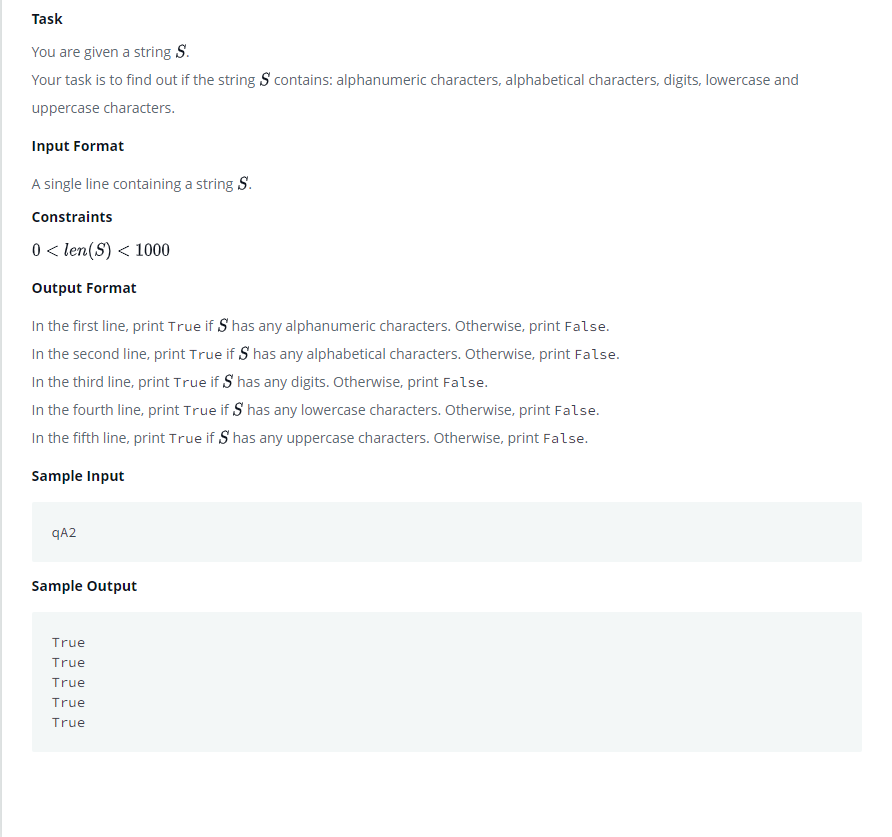 Task
You are given a string S.
Your task is to find out if the string S contains: alphanumeric characters, alphabetical characters, digits, lowercase and
uppercase characters.
Input Format
A single line containing a string S.
Constraints
0 < len(S) < 1000
Output Format
In the first line, print True if S has any alphanumeric characters. Otherwise, print False.
In the second line, print True if S has any alphabetical characters. Otherwise, print False.
In the third line, print True if S has any digits. Otherwise, print False.
In the fourth line, print True if S has any lowercase characters. Otherwise, print False.
In the fifth line, print True if S has any uppercase characters. Otherwise, print False.
Sample Input
qA2
Sample Output
True
True
True
True
True